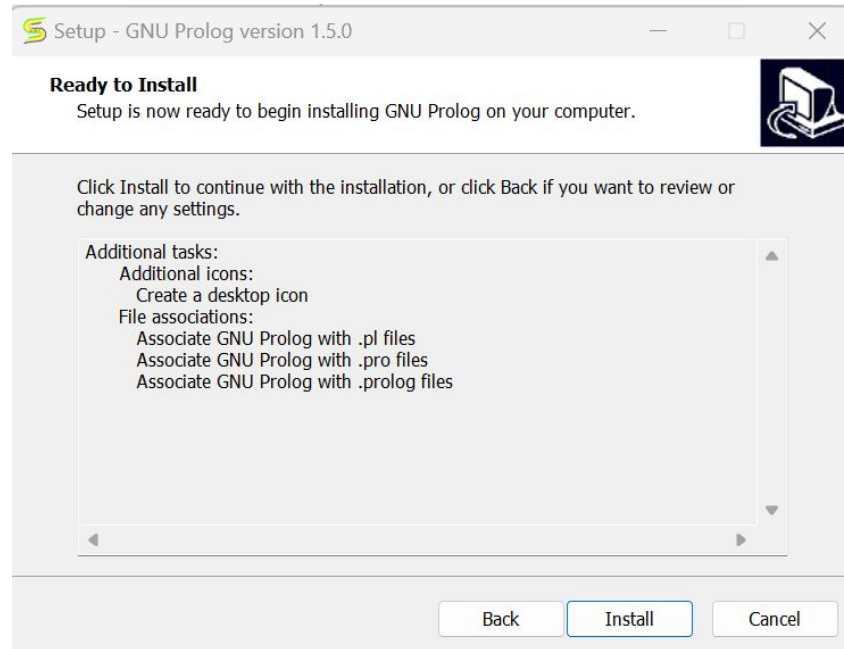 Setup - GNU Prolog version 1.5.0
Ready to Install
Setup is now ready to begin installing GNU Prolog on your computer.
Click Install to continue with the installation, or click Back if you want to review or
change any settings.
Additional tasks:
Additional icons:
Create a desktop icon
File associations:
Associate GNU Prolog with .pl files
Associate GNU Prolog with .pro files
Associate GNU Prolog with .prolog files
Back
Install
Cancel